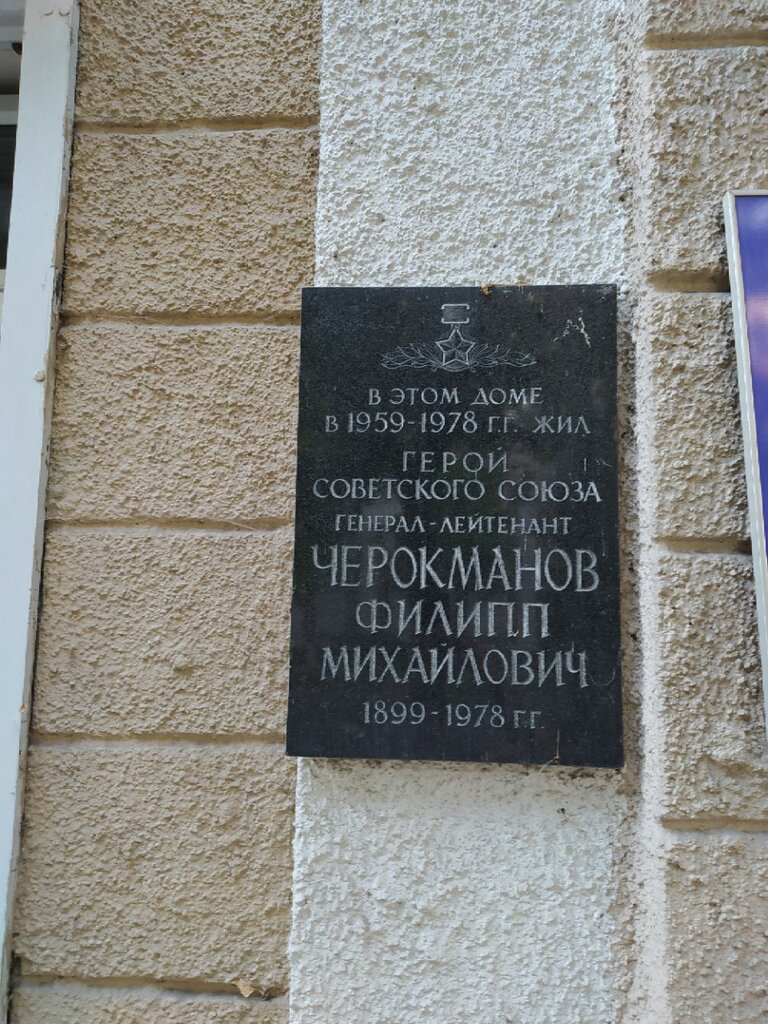 В ЭТОМ ДОМЕ
В 1959-1978 Г.Г. ЖИЛ
ГЕРОЙ
СОВЕТСКОГО СОЮЗА
ГЕНЕРАЛ-ЛЕЙТЕНАНТ
ЧЕРОКМАНОВ
ФИЛИПП
МИХАЙЛОВИЧ
1899-1978 Г.Г.